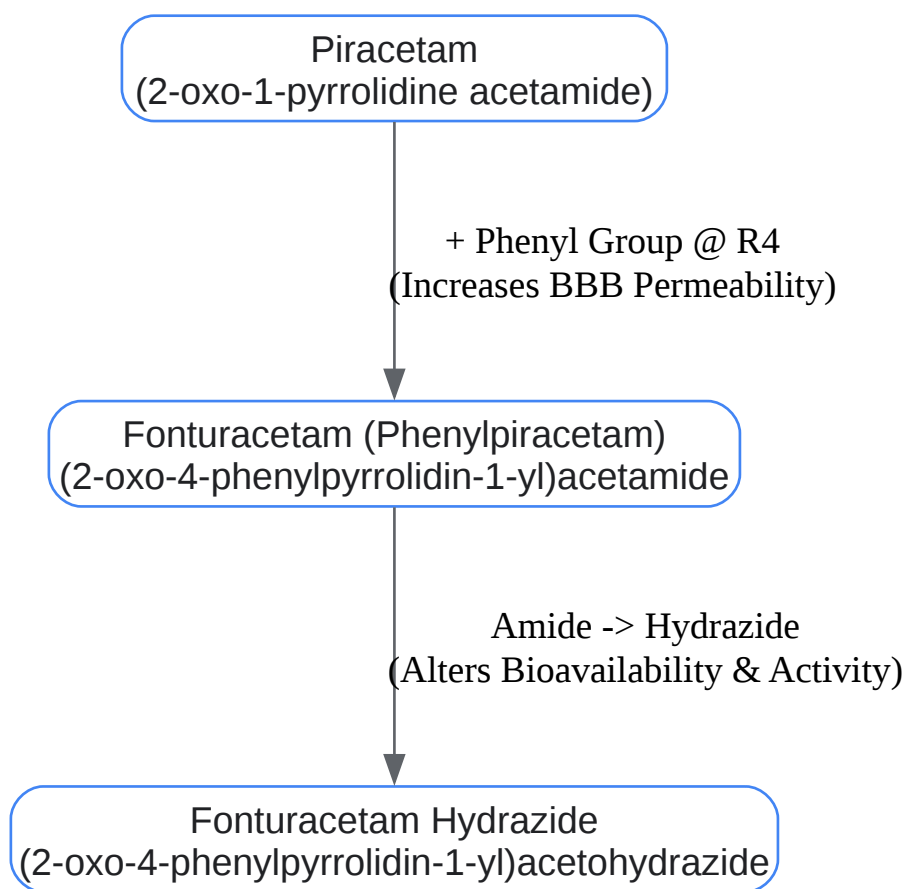 Piracetam
(2-oxo-1-pyrrolidine acetamide)
+ Phenyl Group @ R4
(Increases BBB Permeability)
Fonturacetam (Phenylpiracetam)
(2-oxo-4-phenylpyrrolidin-1-yl)acetamide
Amide -> Hydrazide
(Alters Bioavailability & Activity)
Fonturacetam Hydrazide
(2-oxo-4-phenylpyrrolidin-1-yl)acetohydrazide